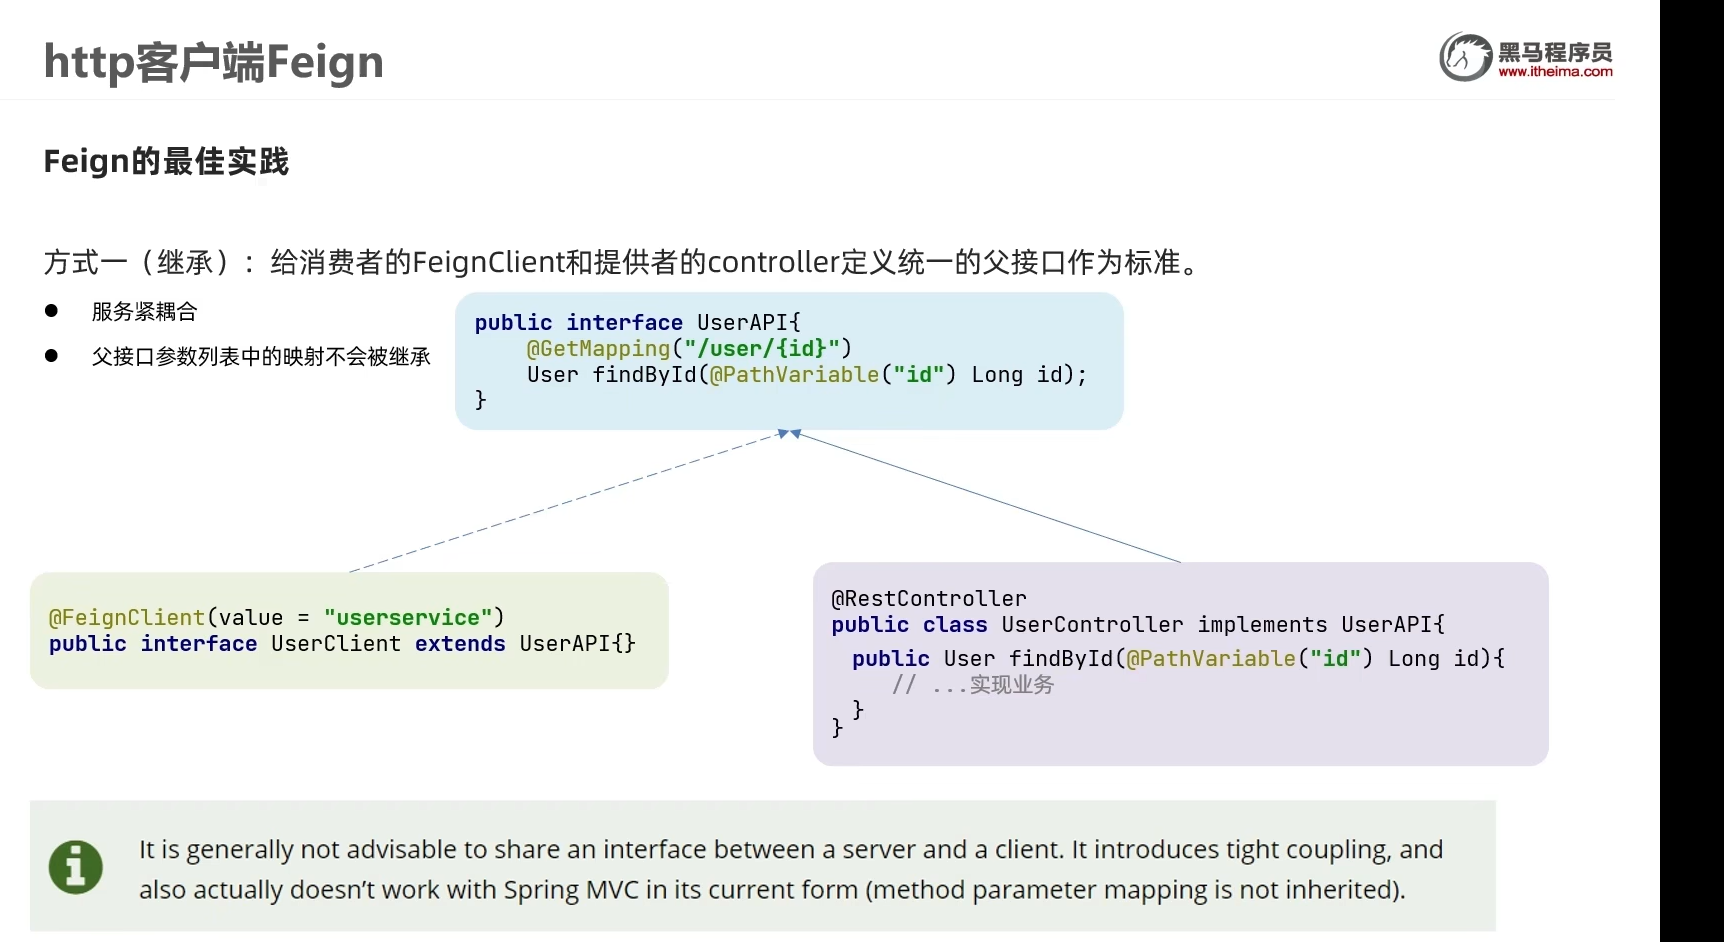 http客户端Feign
黑马程序员
www.itheima.com
Feign的最佳实践
方式一（继承）：给消费者的FeignClient和提供者的controller定义统一的父接口作为标准。
● 服务紧耦合
● 父接口参数列表中的映射不会被继承
public interface UserAPI{
    @GetMapping("/user/{id}")
    User findById(@PathVariable("id") Long id);
}
@FeignClient(value = "userservice")
public interface UserClient extends UserAPI{}
@RestController
public class UserController implements UserAPI{
  public User findById(@PathVariable("id") Long id){
     // ...实现业务
  }
}
It is generally not advisable to share an interface between a server and a client. It introduces tight coupling, and
also actually doesn’t work with Spring MVC in its current form (method parameter mapping is not inherited).